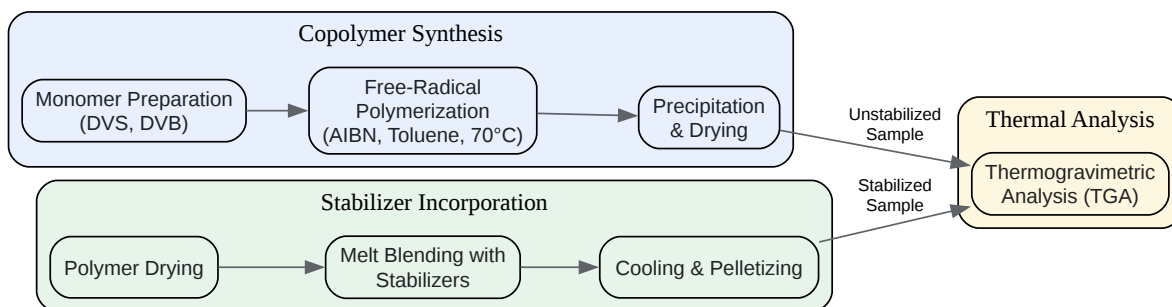 Copolymer Synthesis
Monomer Preparation
(DVS, DVB)
Free-Radical
Polymerization
(AIBN, Toluene, 70°C)
Precipitation
& Drying
Unstabilized
Sample
Stabilizer Incorporation
Polymer Drying
Melt Blending with
Stabilizers
Cooling & Pelletizing
Stabilized
Sample
Thermal Analysis
Thermogravimetric
Analysis (TGA)